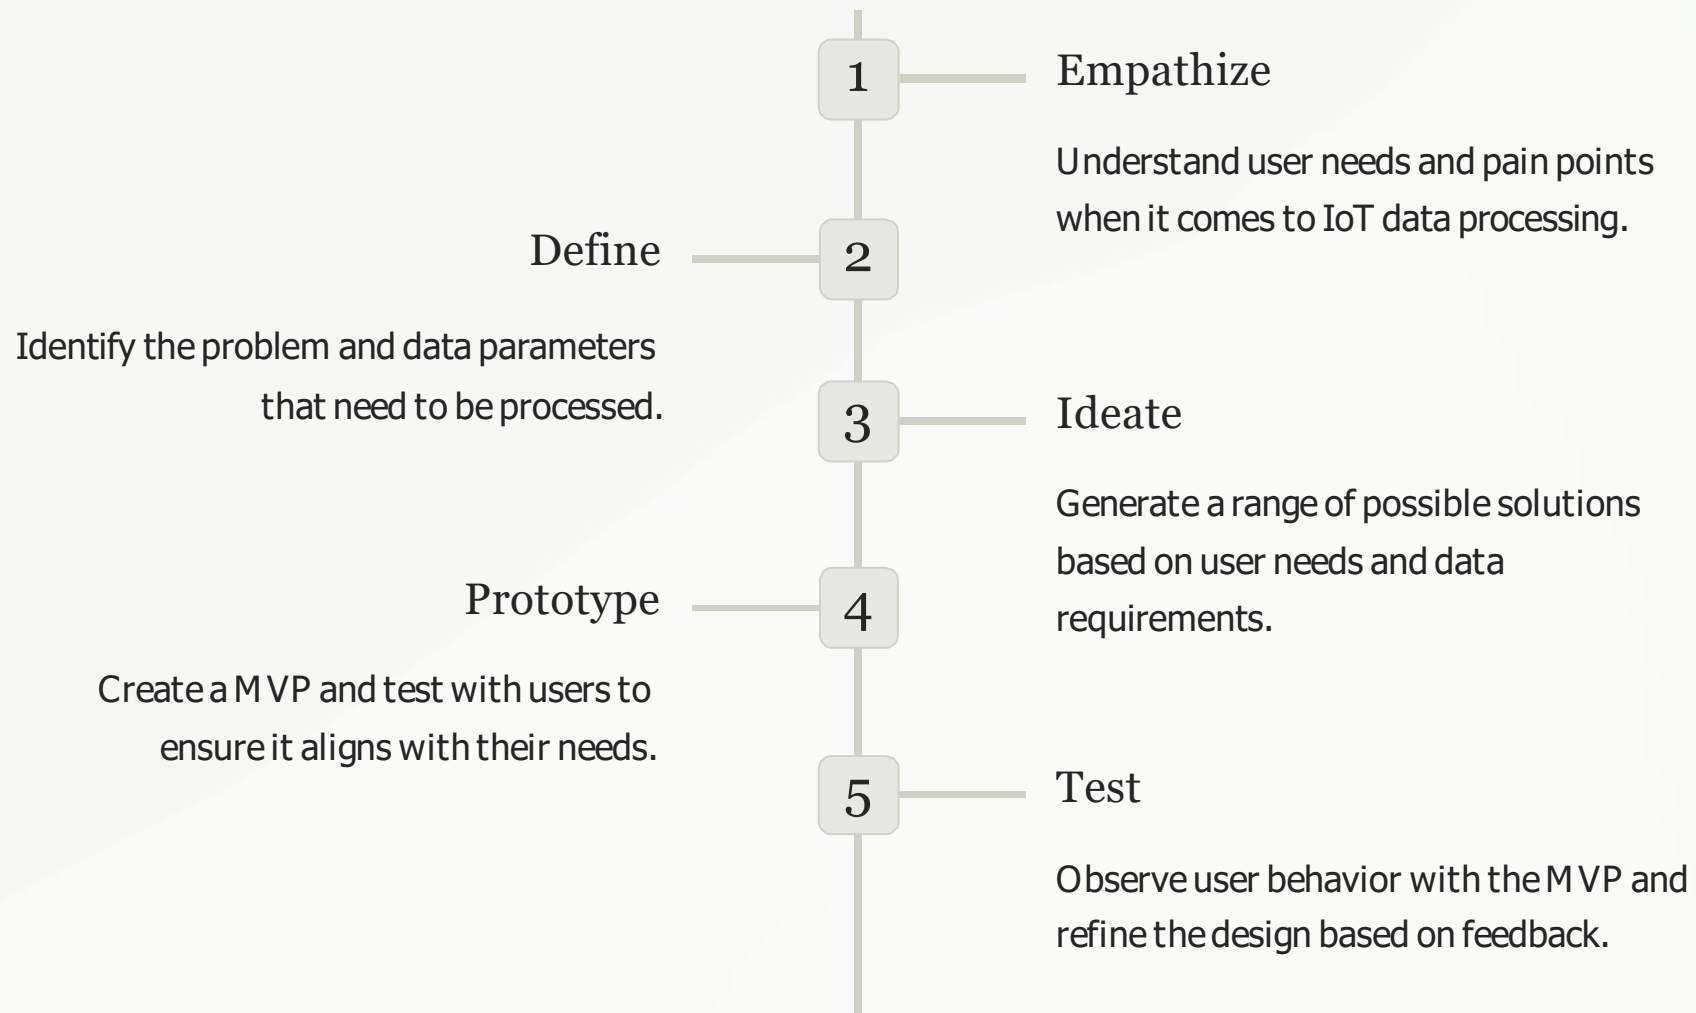 1
Empathize
Understand user needs and pain points
when it comes to IoT data processing.
2
Define
Identify the problem and data parameters
that need to be processed.
3
Ideate
Generate a range of possible solutions
based on user needs and data
requirements.
4
Prototype
Create a MVP and test with users to
ensure it aligns with their needs.
5
Test
Observe user behavior with the MVP and
refine the design based on feedback.